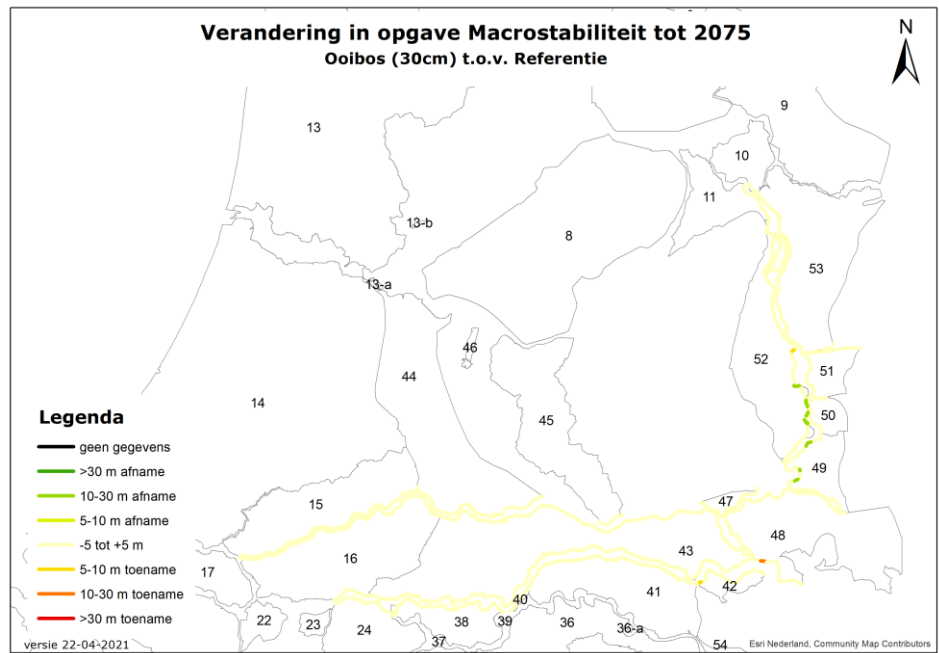 Verandering in opgave Macrostabiliteit tot 2075
Ooibos (30cm) t.o.v. Referentie
N
9
13
10
11
13-b
8
53
13-a
46
52
44
51
14
45
50
49
47
15
48
16
43
17
42
41
40
22
23
24
38
39
36
36-a
37
54
Legenda
geen gegevens
>30 m afname
10-30 m afname
5-10 m afname
-5 tot +5 m
5-10 m toename
10-30 m toename
>30 m toename
versie 22-04-2021
Esri Nederland, Community Map Contributors